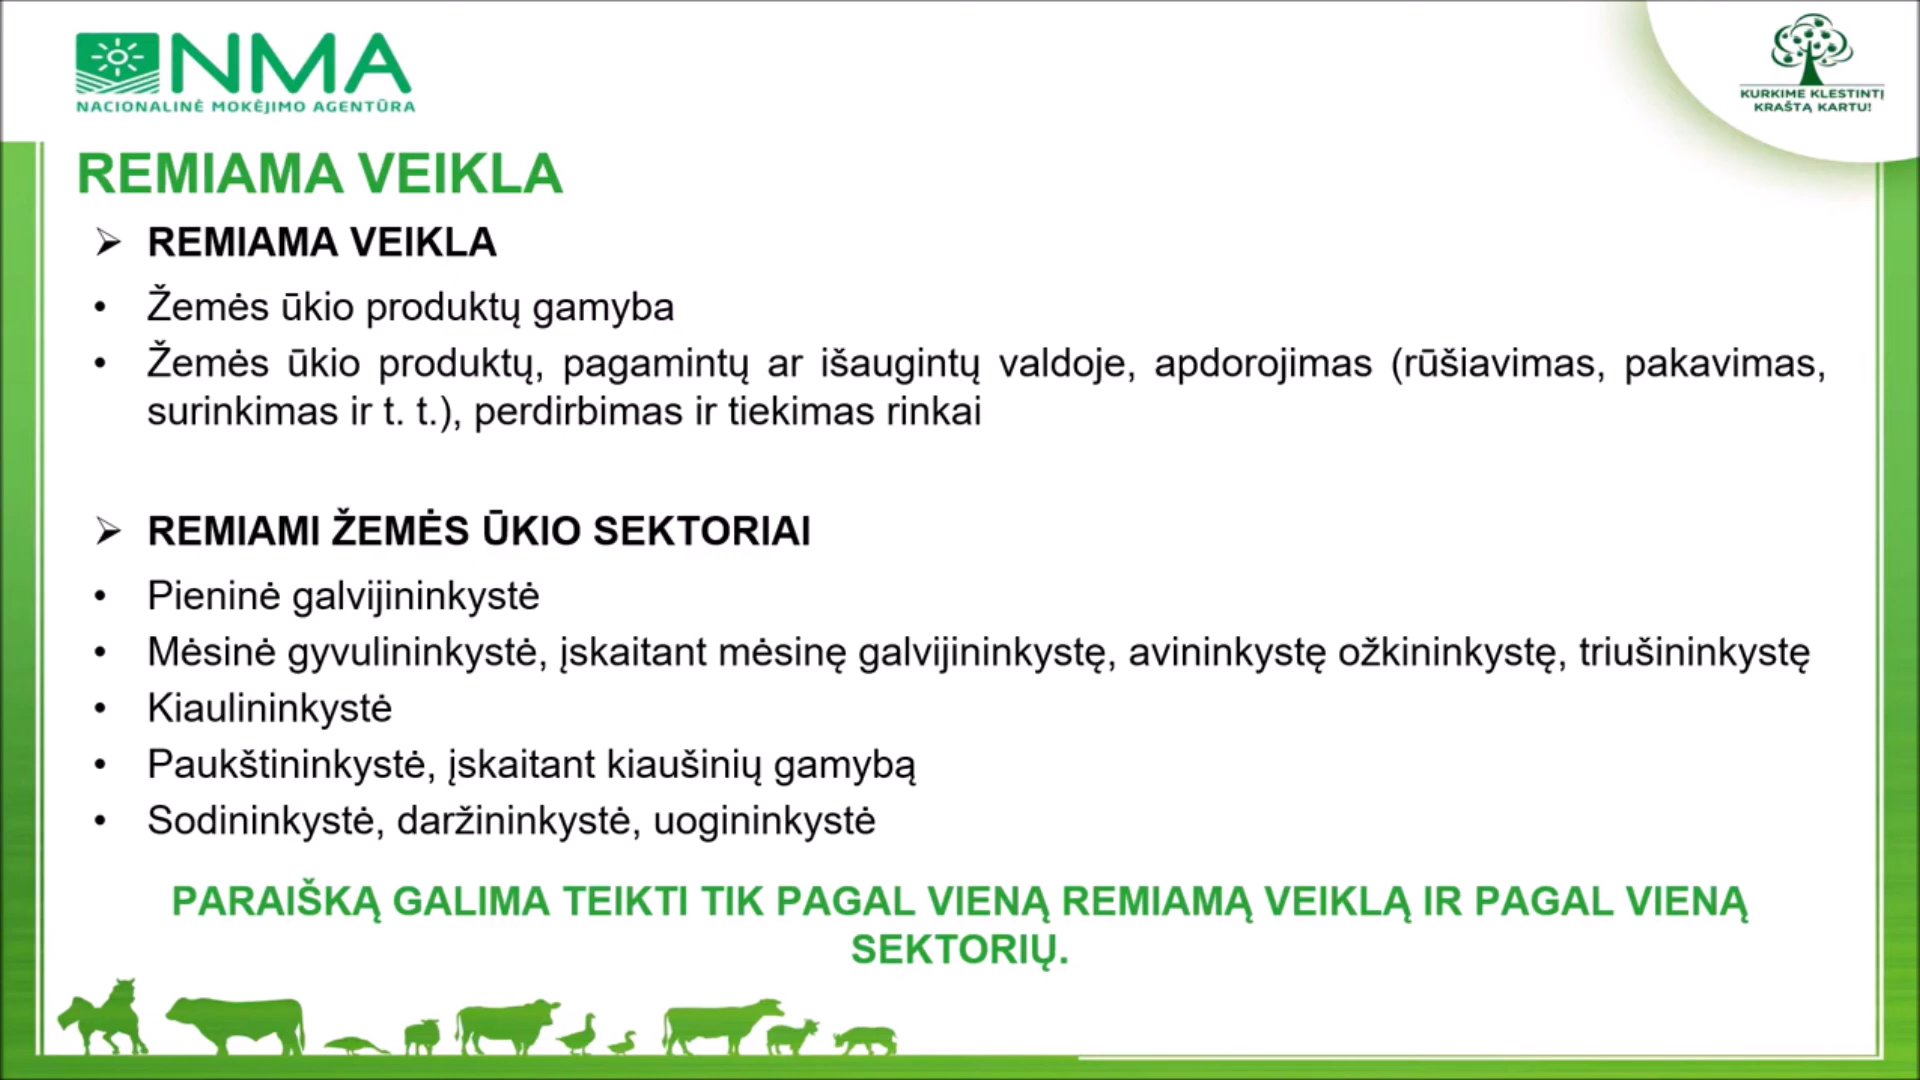 NMA
NACIONALINĖ MOKĖJIMO AGENTŪRA
KURKIME KLESTINTĮ
KRAŠTĄ KARTU!
REMIAMA VEIKLA
➢ REMIAMA VEIKLA
• Žemės ūkio produktų gamyba
• Žemės ūkio produktų, pagamintų ar išaugintų valdoje, apdorojimas (rūšiavimas, pakavimas,
surinkimas ir t. t.), perdirbimas ir tiekimas rinkai
➢ REMIAMI ŽEMĖS ŪKIO SEKTORIAI
• Pieninė galvijininkystė
• Mėsinė gyvulininkystė, įskaitant mėsinę galvijininkystę, avininkystę ožkininkystę, triušininkystę
• Kiaulininkystė
• Paukštininkystė, įskaitant kiaušinių gamybą
• Sodininkystė, daržininkystė, uogininkystė
PARAIŠKĄ GALIMA TEIKTI TIK PAGAL VIENĄ REMIAMĄ VEIKLĄ IR PAGAL VIENĄ
SEKTORIŲ.